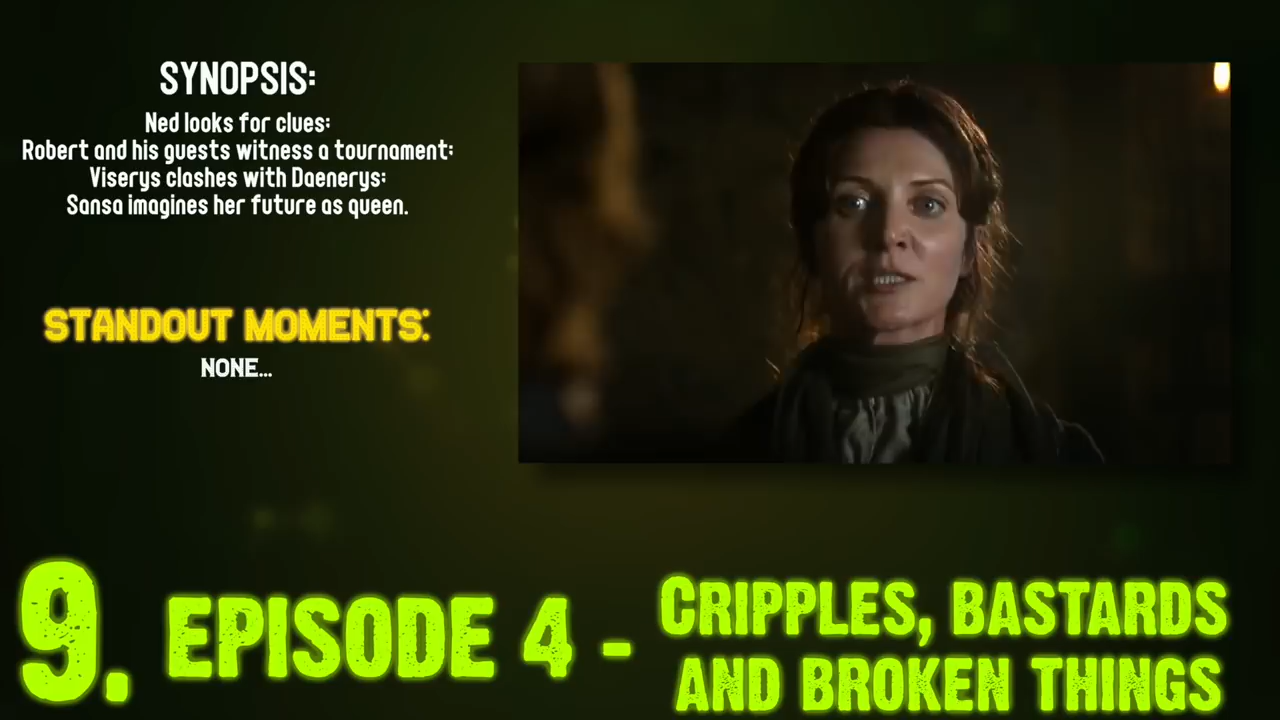 SYNOPSIS:
Ned looks for clues;
Robert and his guests witness a tournament;
Viserys clashes with Daenerys;
Sansa imagines her future as queen.
STANDOUT MOMENTS:
NONE...
9. EPISODE 4 - CRIPPLES, BASTARDS
AND BROKEN THINGS